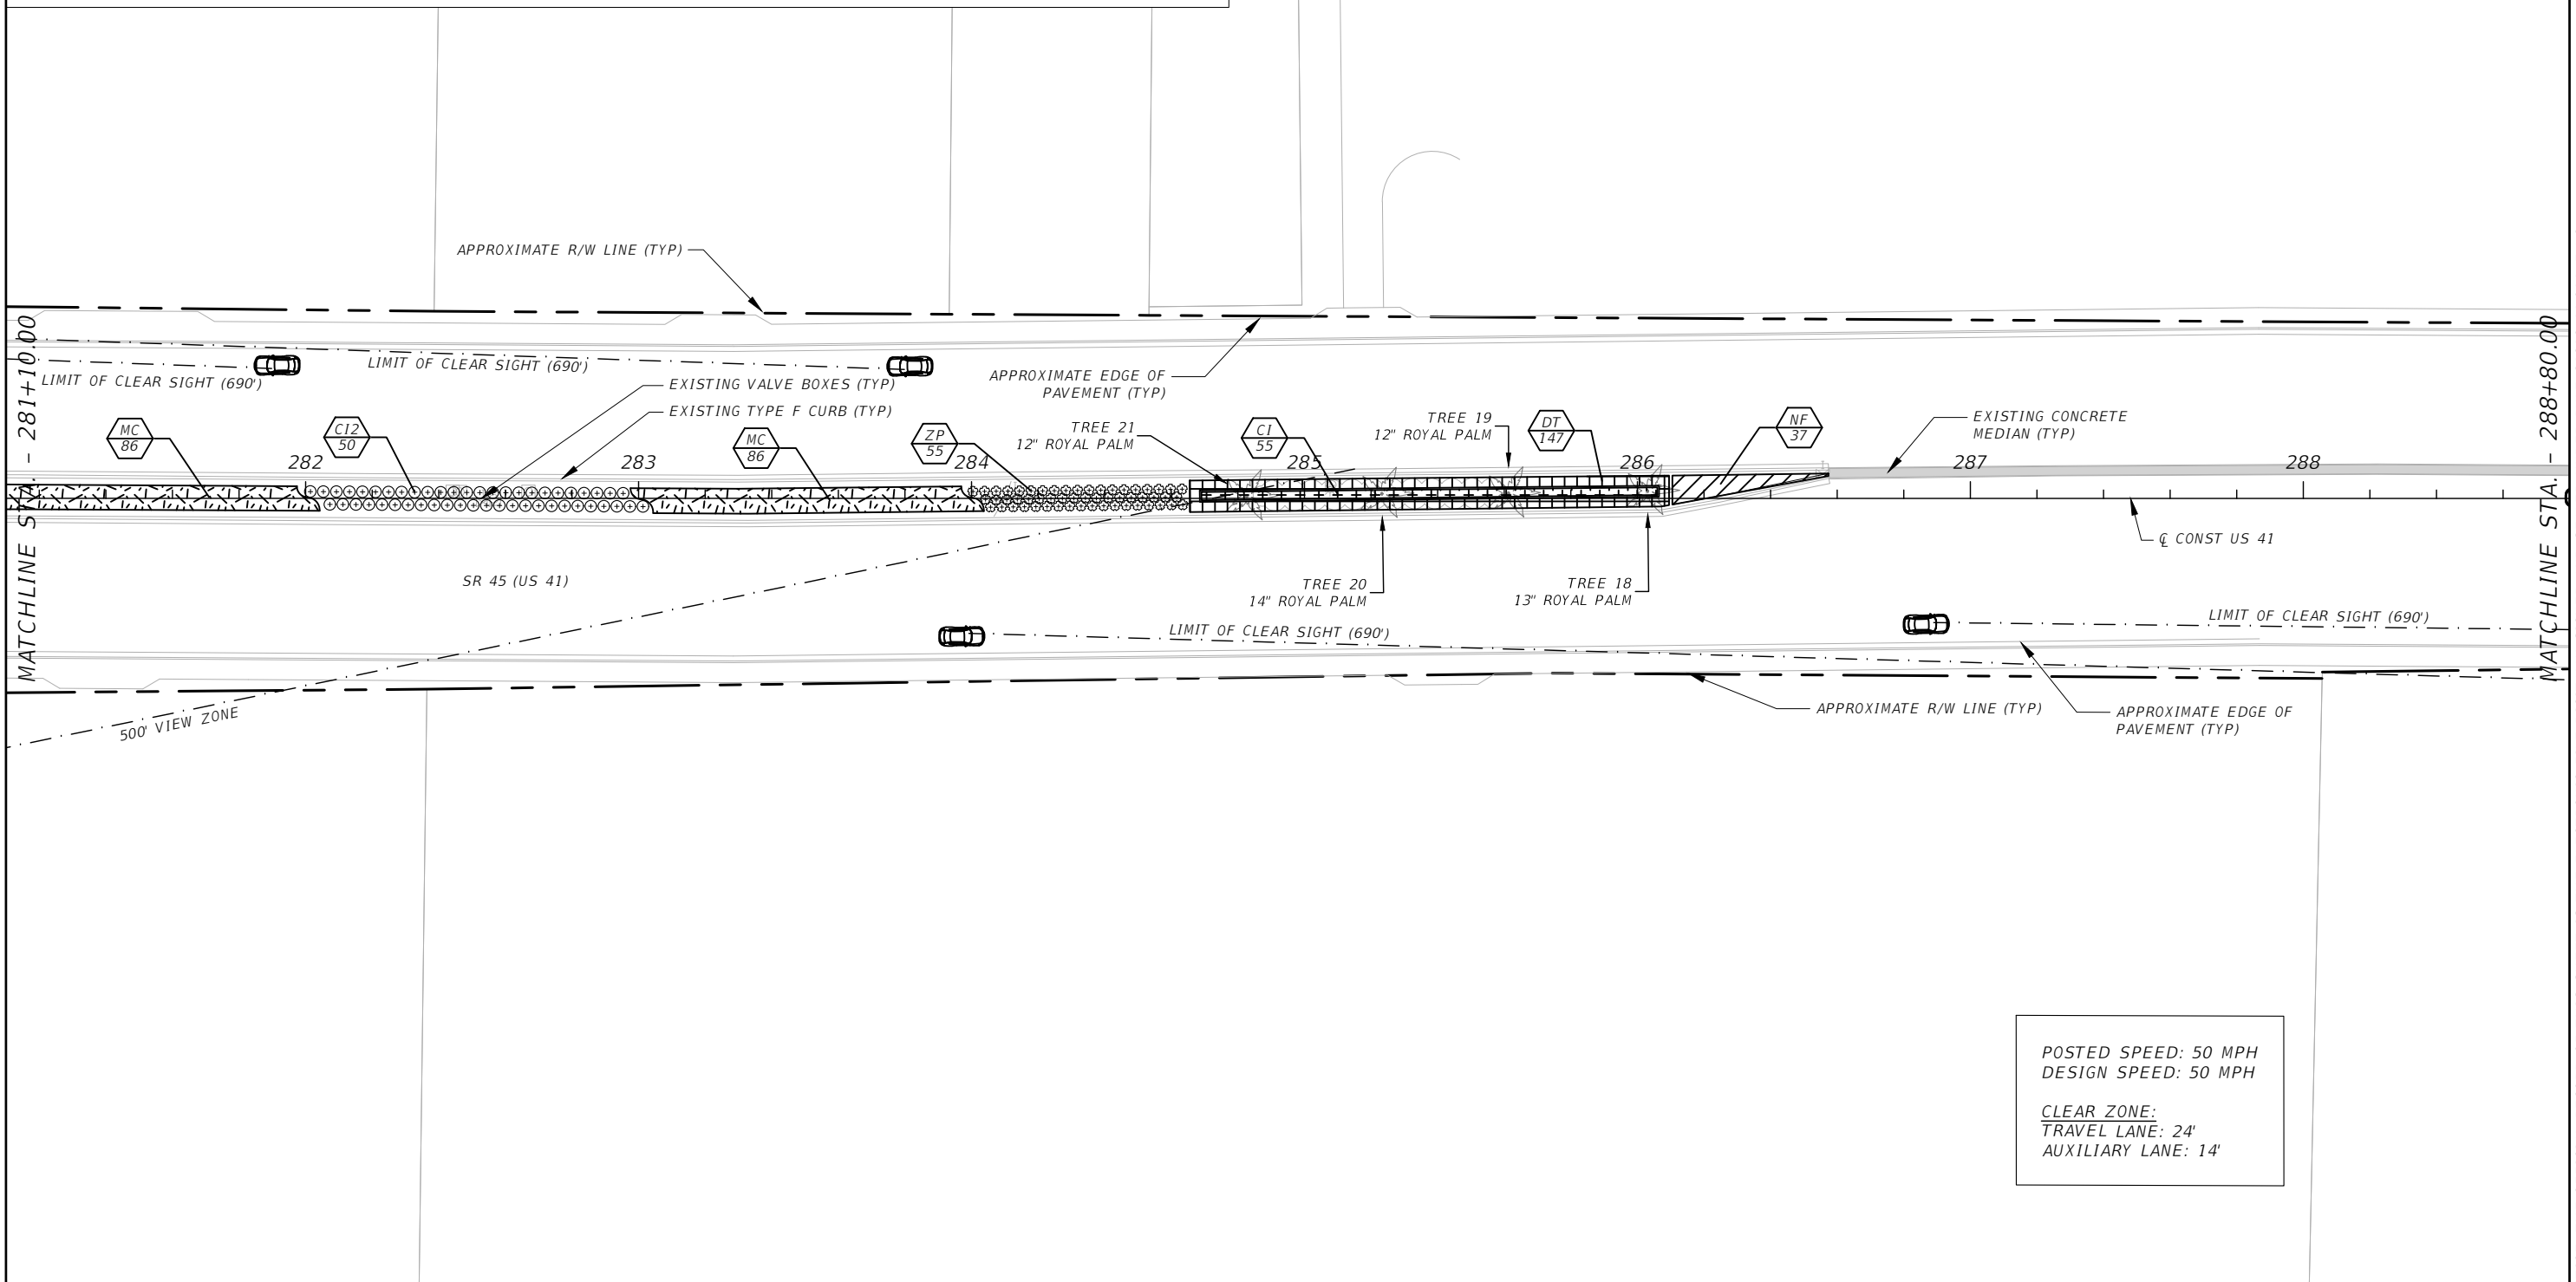 APPROXIMATE R/W LINE (TYP)
MATCHLINE STA. - 281+10.00
MATCHLINE STA. - 288+80.00
LIMIT OF CLEAR SIGHT (690')
LIMIT OF CLEAR SIGHT (690')
EXISTING VALVE BOXES (TYP)
EXISTING TYPE F CURB (TYP)
APPROXIMATE EDGE OF
PAVEMENT (TYP)
MC
86
CI2
50
MC
86
ZP
55
TREE 21
12" ROYAL PALM
CI
55
TREE 19
12" ROYAL PALM
DT
147
NF
37
EXISTING CONCRETE
MEDIAN (TYP)
282
283
284
285
286
287
288
℄ CONST US 41
SR 45 (US 41)
TREE 20
14" ROYAL PALM
TREE 18
13" ROYAL PALM
LIMIT OF CLEAR SIGHT (690')
LIMIT OF CLEAR SIGHT (690')
500' VIEW ZONE
APPROXIMATE R/W LINE (TYP)
APPROXIMATE EDGE OF
PAVEMENT (TYP)
POSTED SPEED: 50 MPH
DESIGN SPEED: 50 MPH
CLEAR ZONE:
TRAVEL LANE: 24'
AUXILIARY LANE: 14'